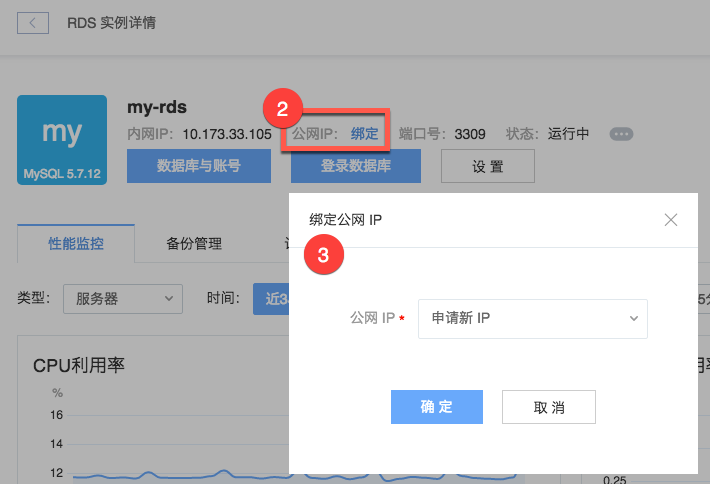 RDS 实例详情
my
MySQL 5.7.12
my-rds
2
内网IP: 10.173.33.105 公网IP: 绑定 端口号: 3309 状态: 运行中
数据库与账号 登录数据库 设 置
绑定公网 IP
3
性能监控 备份管理
类型: 服务器 时间:
公网 IP * 申请新 IP
确 定 取 消
CPU利用率
%
16
14
12
0.25